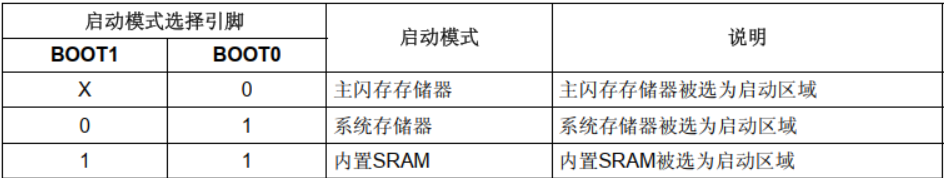 启动模式选择引脚 启动模式 说明
BOOT1 BOOT0
X 0 主闪存存储器 主闪存存储器被选为启动区域
0 1 系统存储器 系统存储器被选为启动区域
1 1 内置SRAM 内置SRAM被选为启动区域